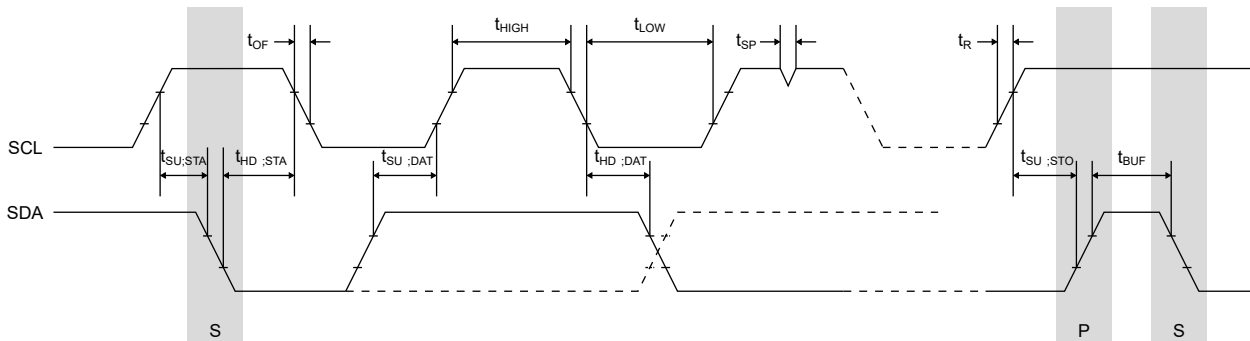 tOF
tHIGH
tLOW
tSP
tR
SCL
tSU;STA
tHD ;STA
tSU ;DAT
tHD ;DAT
tSU ;STO
tBUF
SDA
S
P
S